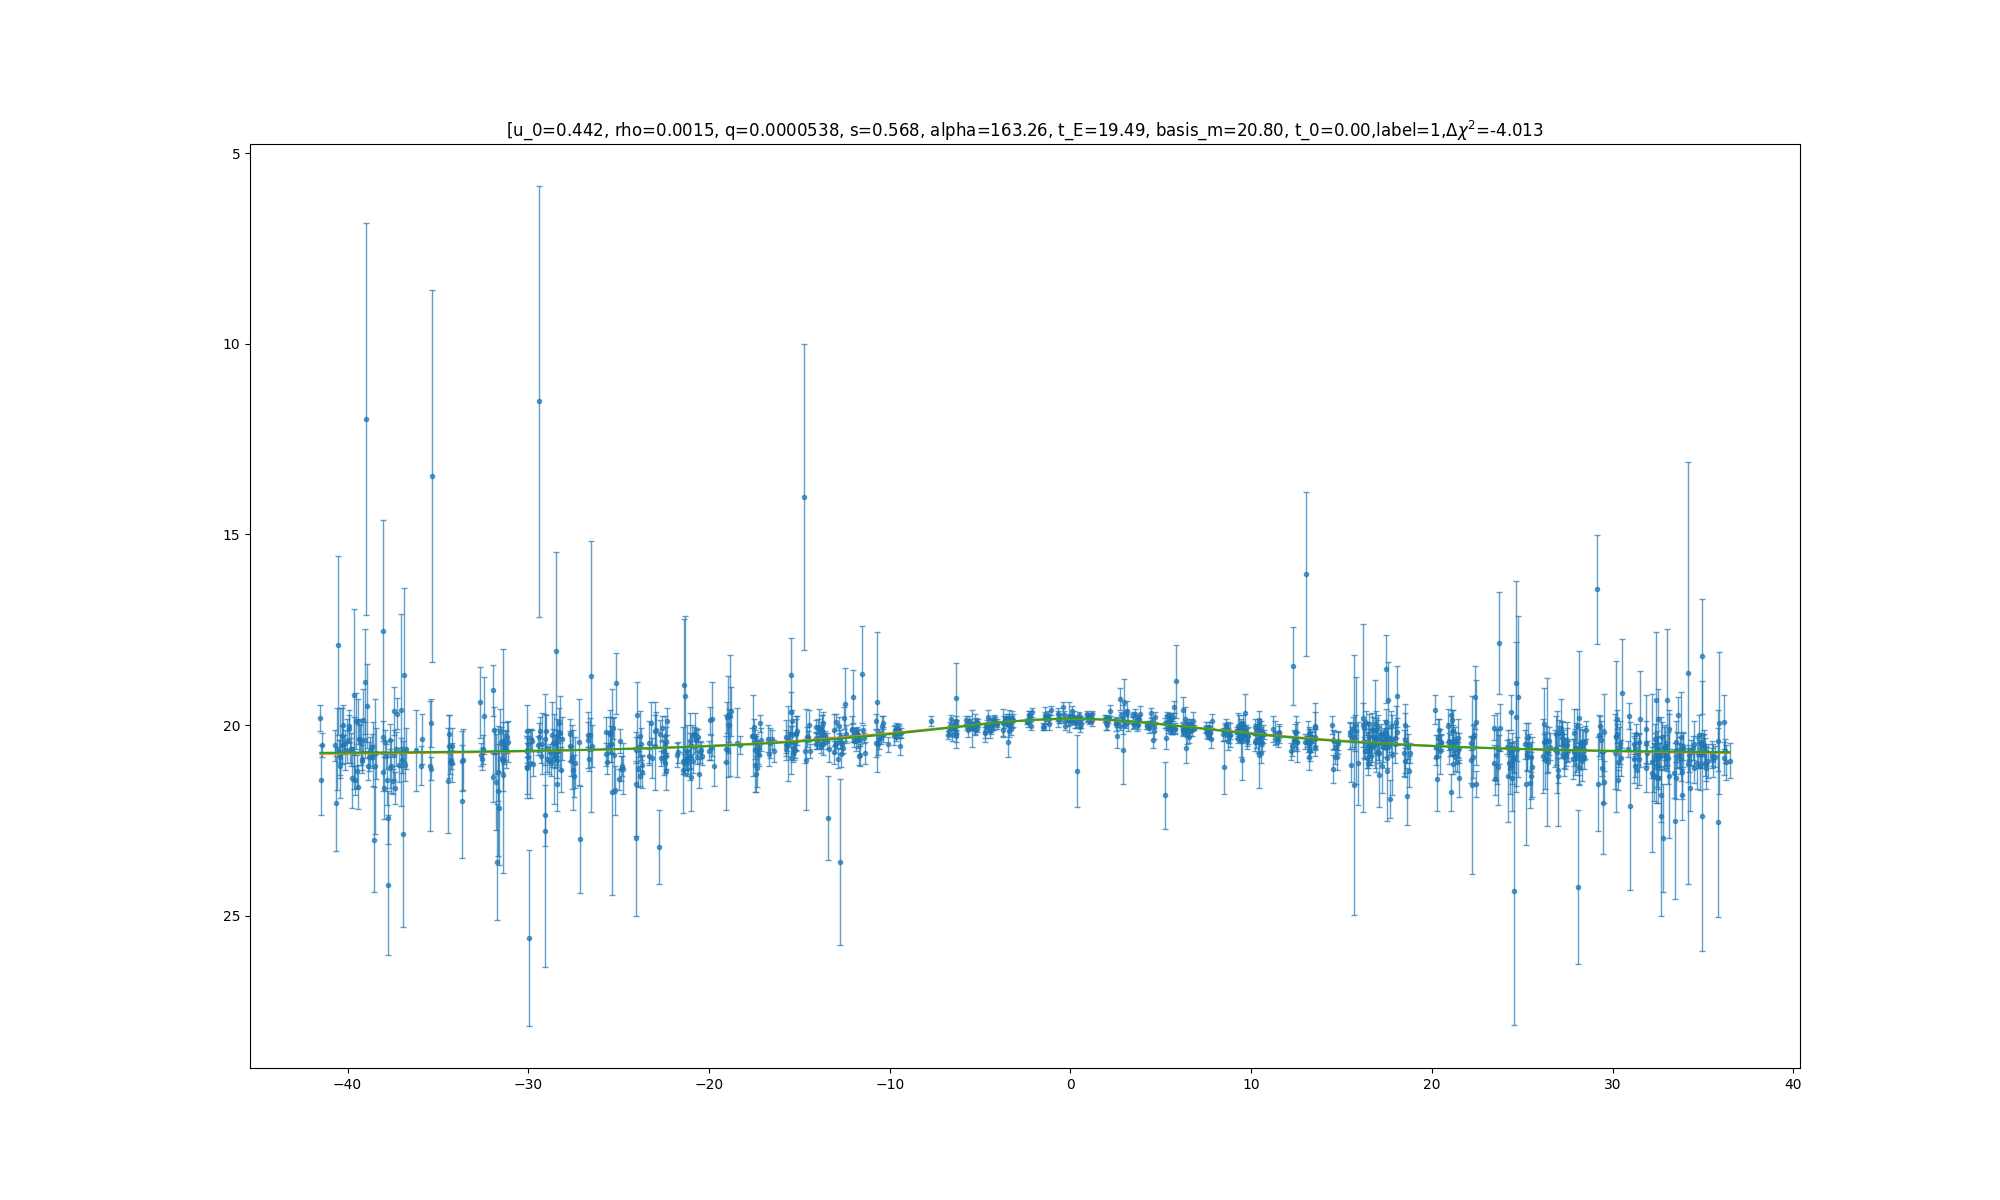 [u_0=0.442, rho=0.0015, q=0.0000538, s=0.568, alpha=163.26, t_E=19.49, basis_m=20.80, t_0=0.00,label=1,Δχ²=-4.013
5
10
15
20
25
−40 −30 −20 −10 0 10 20 30 40